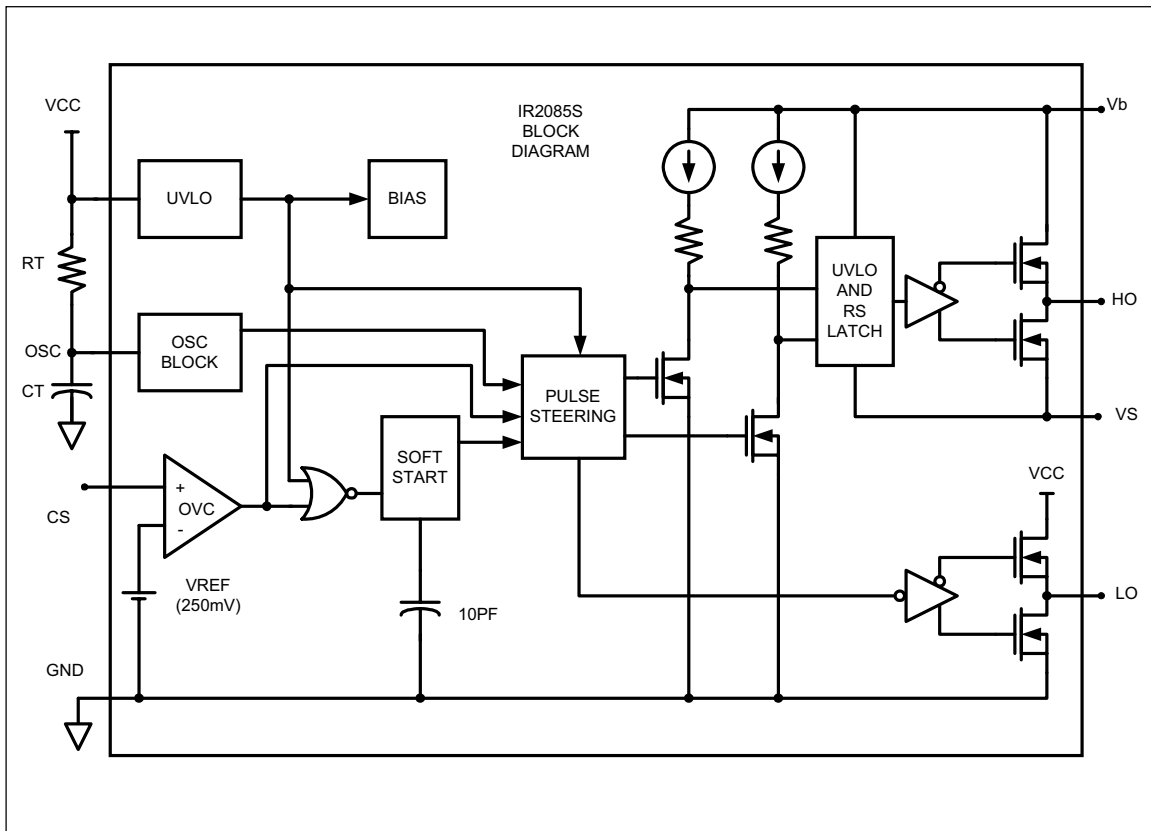 IR2085S
BLOCK
DIAGRAM
VCC
Vb
UVLO
BIAS
RT
UVLO
AND
RS
LATCH
HO
OSC
OSC
BLOCK
CT
PULSE
STEERING
VS
SOFT
START
VCC
+
OVC
-
CS
VREF
(250mV)
10PF
LO
GND